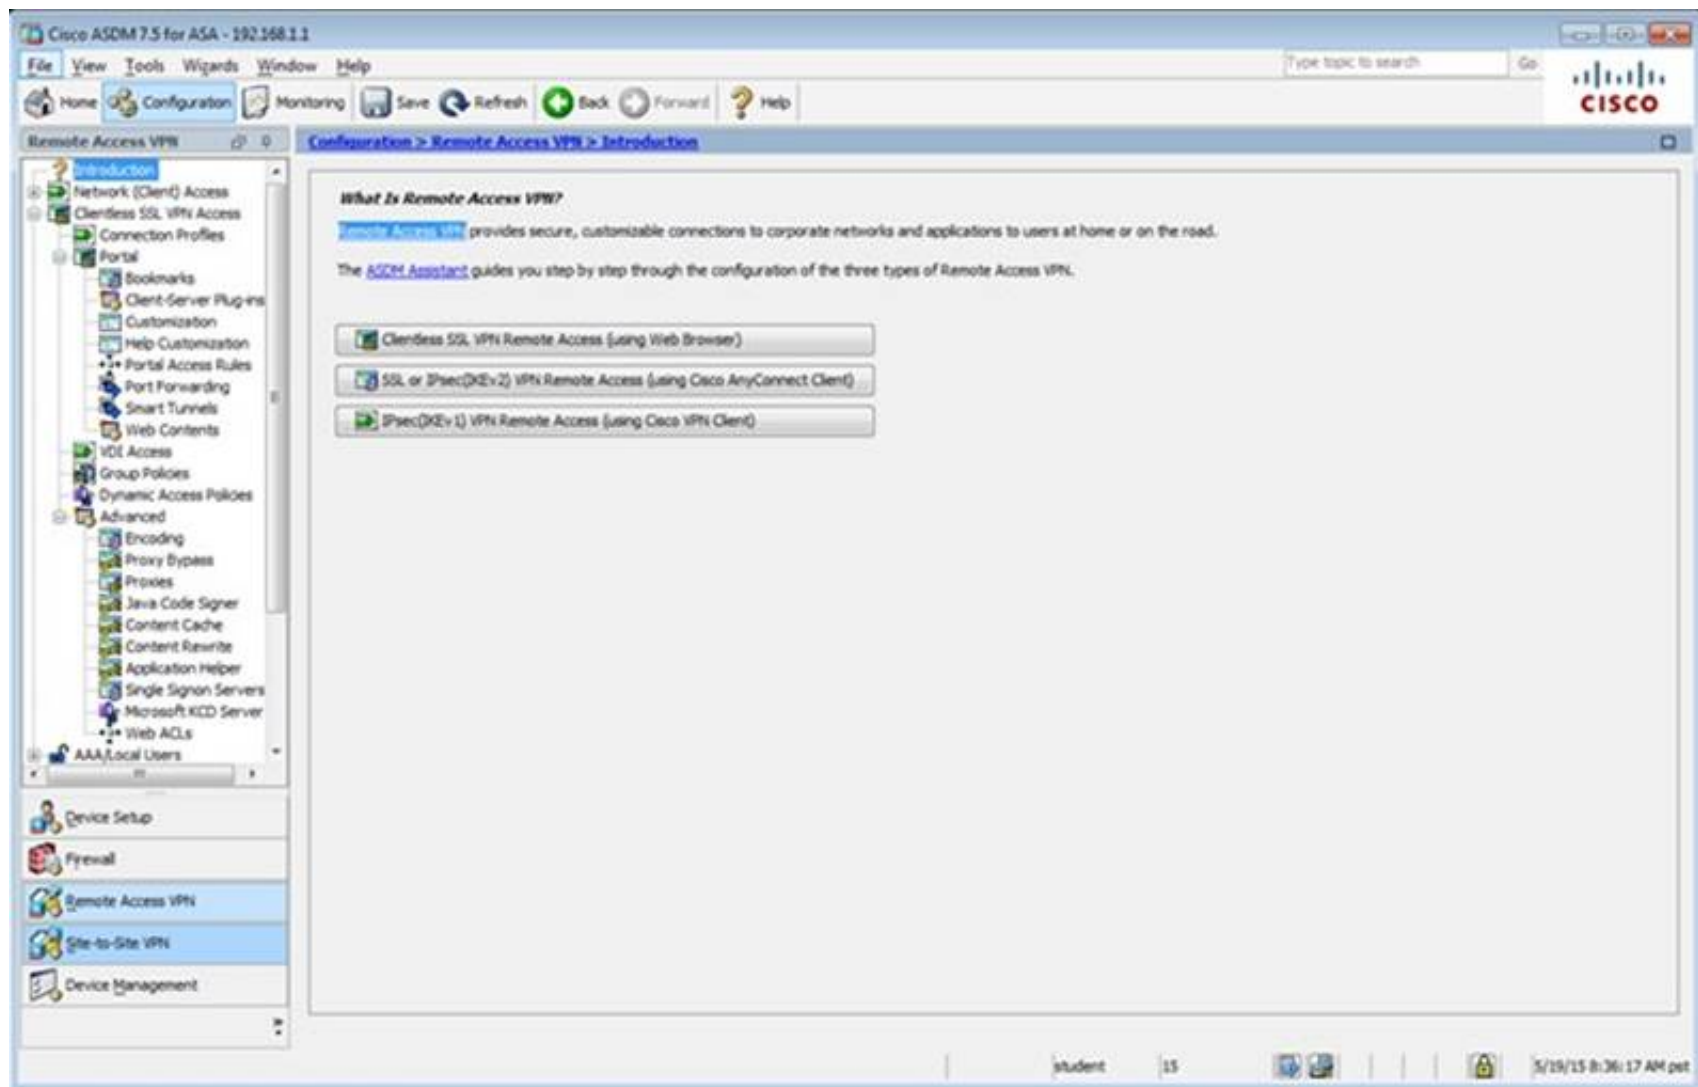 Cisco ASDM 7.5 for ASA - 192.168.1.1
File View Tools Wizards Window Help
Type topic to search Go
CISCO
Home Configuration Monitoring Save Refresh Back Forward Help
Remote Access VPN
Configuration > Remote Access VPN > Introduction
Introduction
Network (Client) Access
Clientless SSL VPN Access
Connection Profiles
Portal
Bookmarks
Client-Server Plug-ins
Customization
Help Customization
Portal Access Rules
Port Forwarding
Smart Tunnels
Web Contents
VDI Access
Group Policies
Dynamic Access Policies
Advanced
Encoding
Proxy Bypass
Proxies
Java Code Signer
Content Cache
Content Rewrite
Application Helper
Single Signon Servers
Microsoft KCD Server
Web ACLs
AAA/Local Users
Device Setup
Firewall
Remote Access VPN
Site-to-Site VPN
Device Management
What Is Remote Access VPN?
Remote Access VPN provides secure, customizable connections to corporate networks and applications to users at home or on the road.
The ASDM Assistant guides you step by step through the configuration of the three types of Remote Access VPN.
Clientless SSL VPN Remote Access (using Web Browser)
SSL or IPsec(IKEv2) VPN Remote Access (using Cisco AnyConnect Client)
IPsec(IKEv1) VPN Remote Access (using Cisco VPN Client)
student 15 5/19/15 8:36:17 AM pst